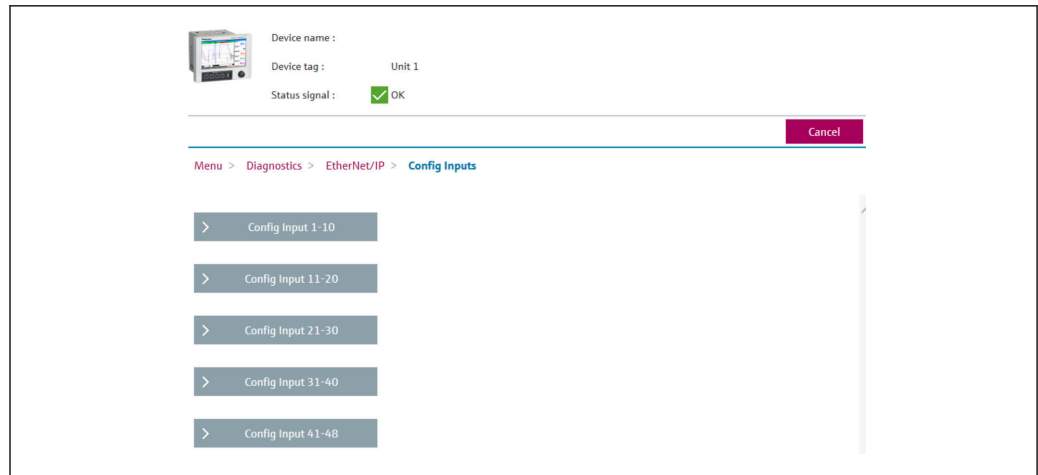 Device name :
Device tag : Unit 1
Status signal : OK
Cancel
Menu > Diagnostics > EtherNet/IP > Config Inputs
> Config Input 1-10
> Config Input 11-20
> Config Input 21-30
> Config Input 31-40
> Config Input 41-48